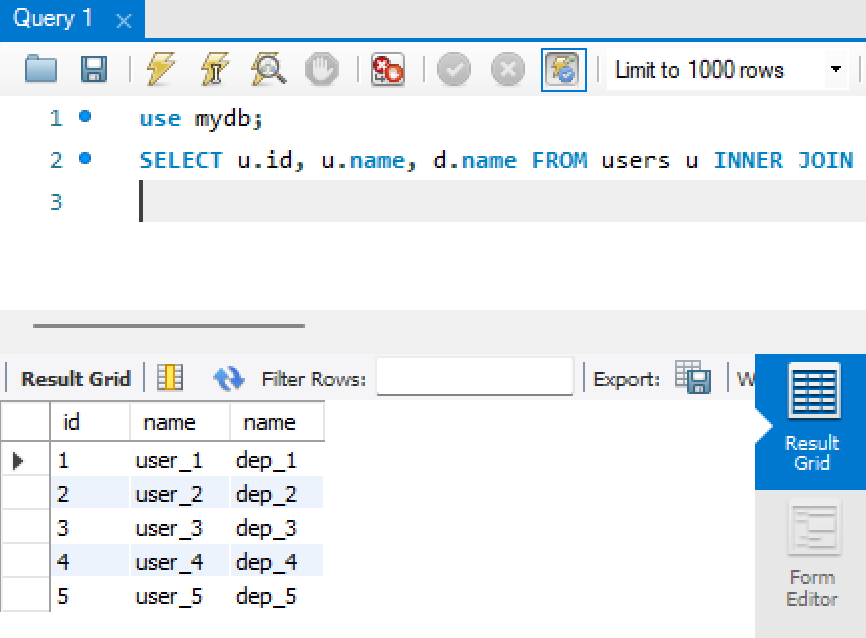 Query 1
Limit to 1000 rows
1 use mydb;
2 SELECT u.id, u.name, d.name FROM users u INNER JOIN
3
Result Grid Filter Rows: Export: W
id name name
1 user_1 dep_1
2 user_2 dep_2
3 user_3 dep_3
4 user_4 dep_4
5 user_5 dep_5
Result
Grid
Form
Editor